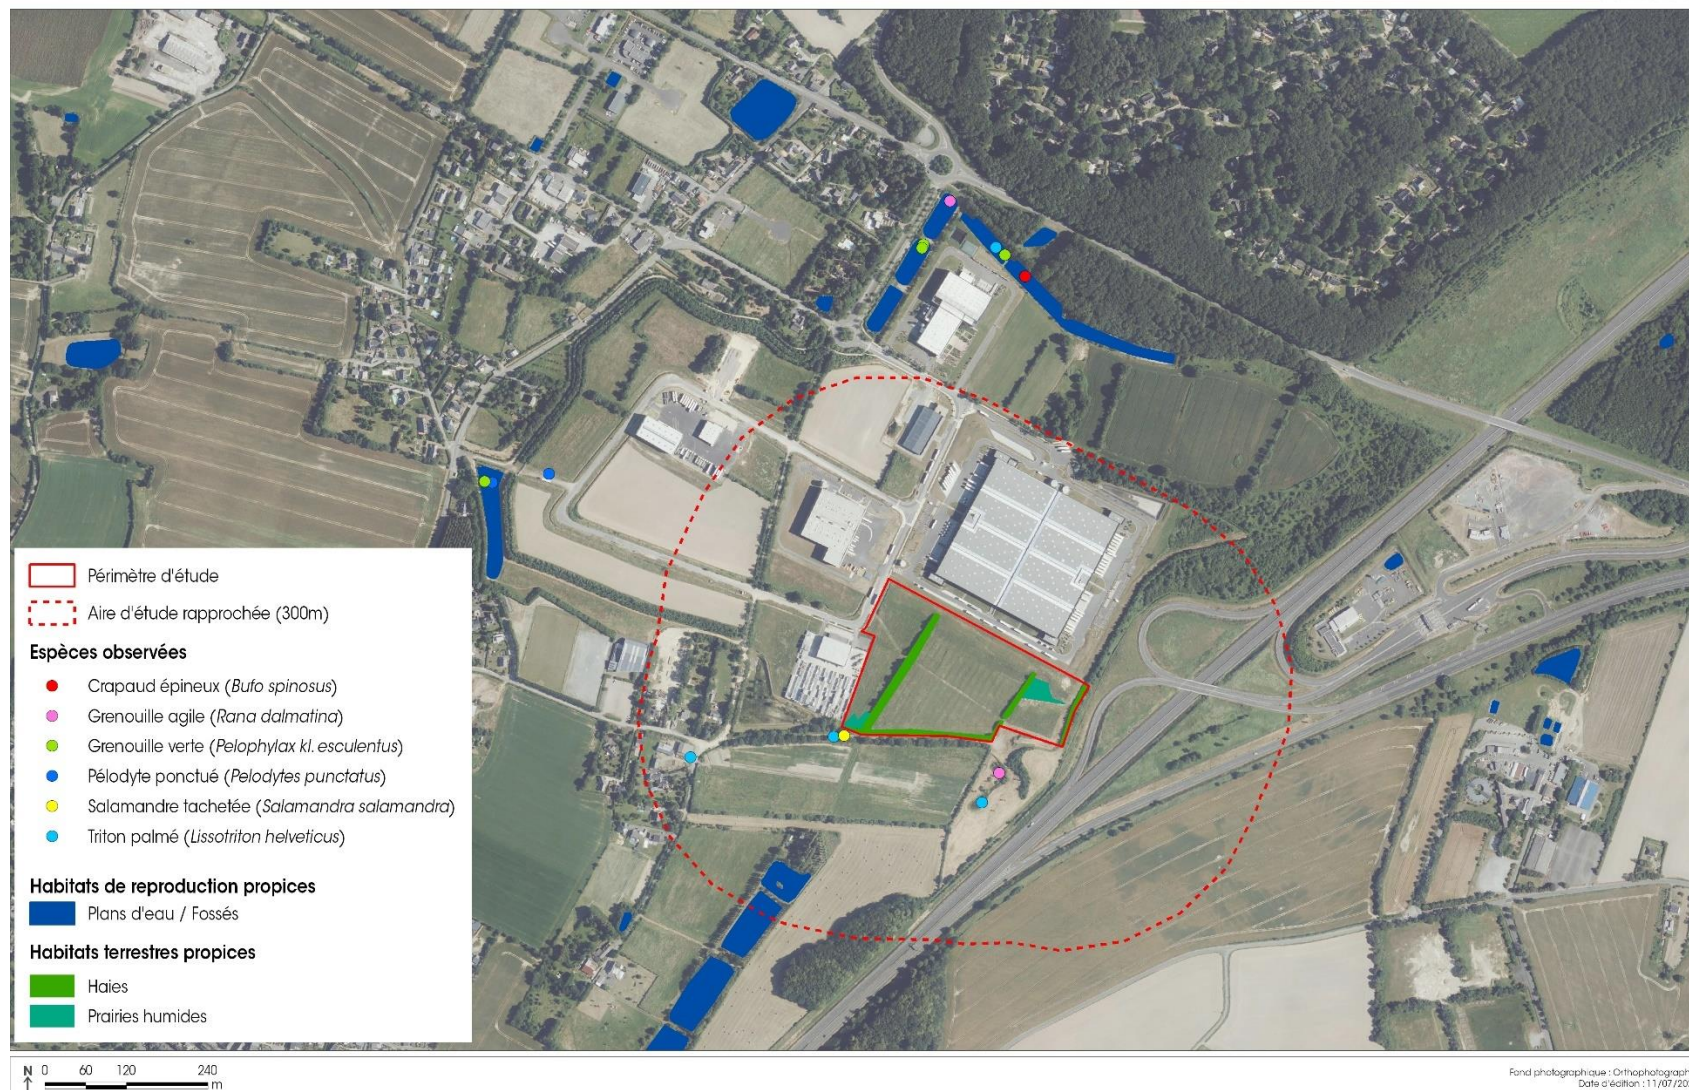 Périmètre d'étude
Aire d'étude rapprochée (300m)
Espèces observées
Crapaud épineux (Bufo spinosus)
Grenouille agile (Rana dalmatina)
Grenouille verte (Pelophylax kl. esculentus)
Pélodyte ponctué (Pelodytes punctatus)
Salamandre tachetée (Salamandra salamandra)
Triton palmé (Lissotriton helveticus)
Habitats de reproduction propices
Plans d'eau / Fossés
Habitats terrestres propices
Haies
Prairies humides
N 0 60 120 240
m
Fond photographique : Orthophotograph
Date d'édition : 11/07/20